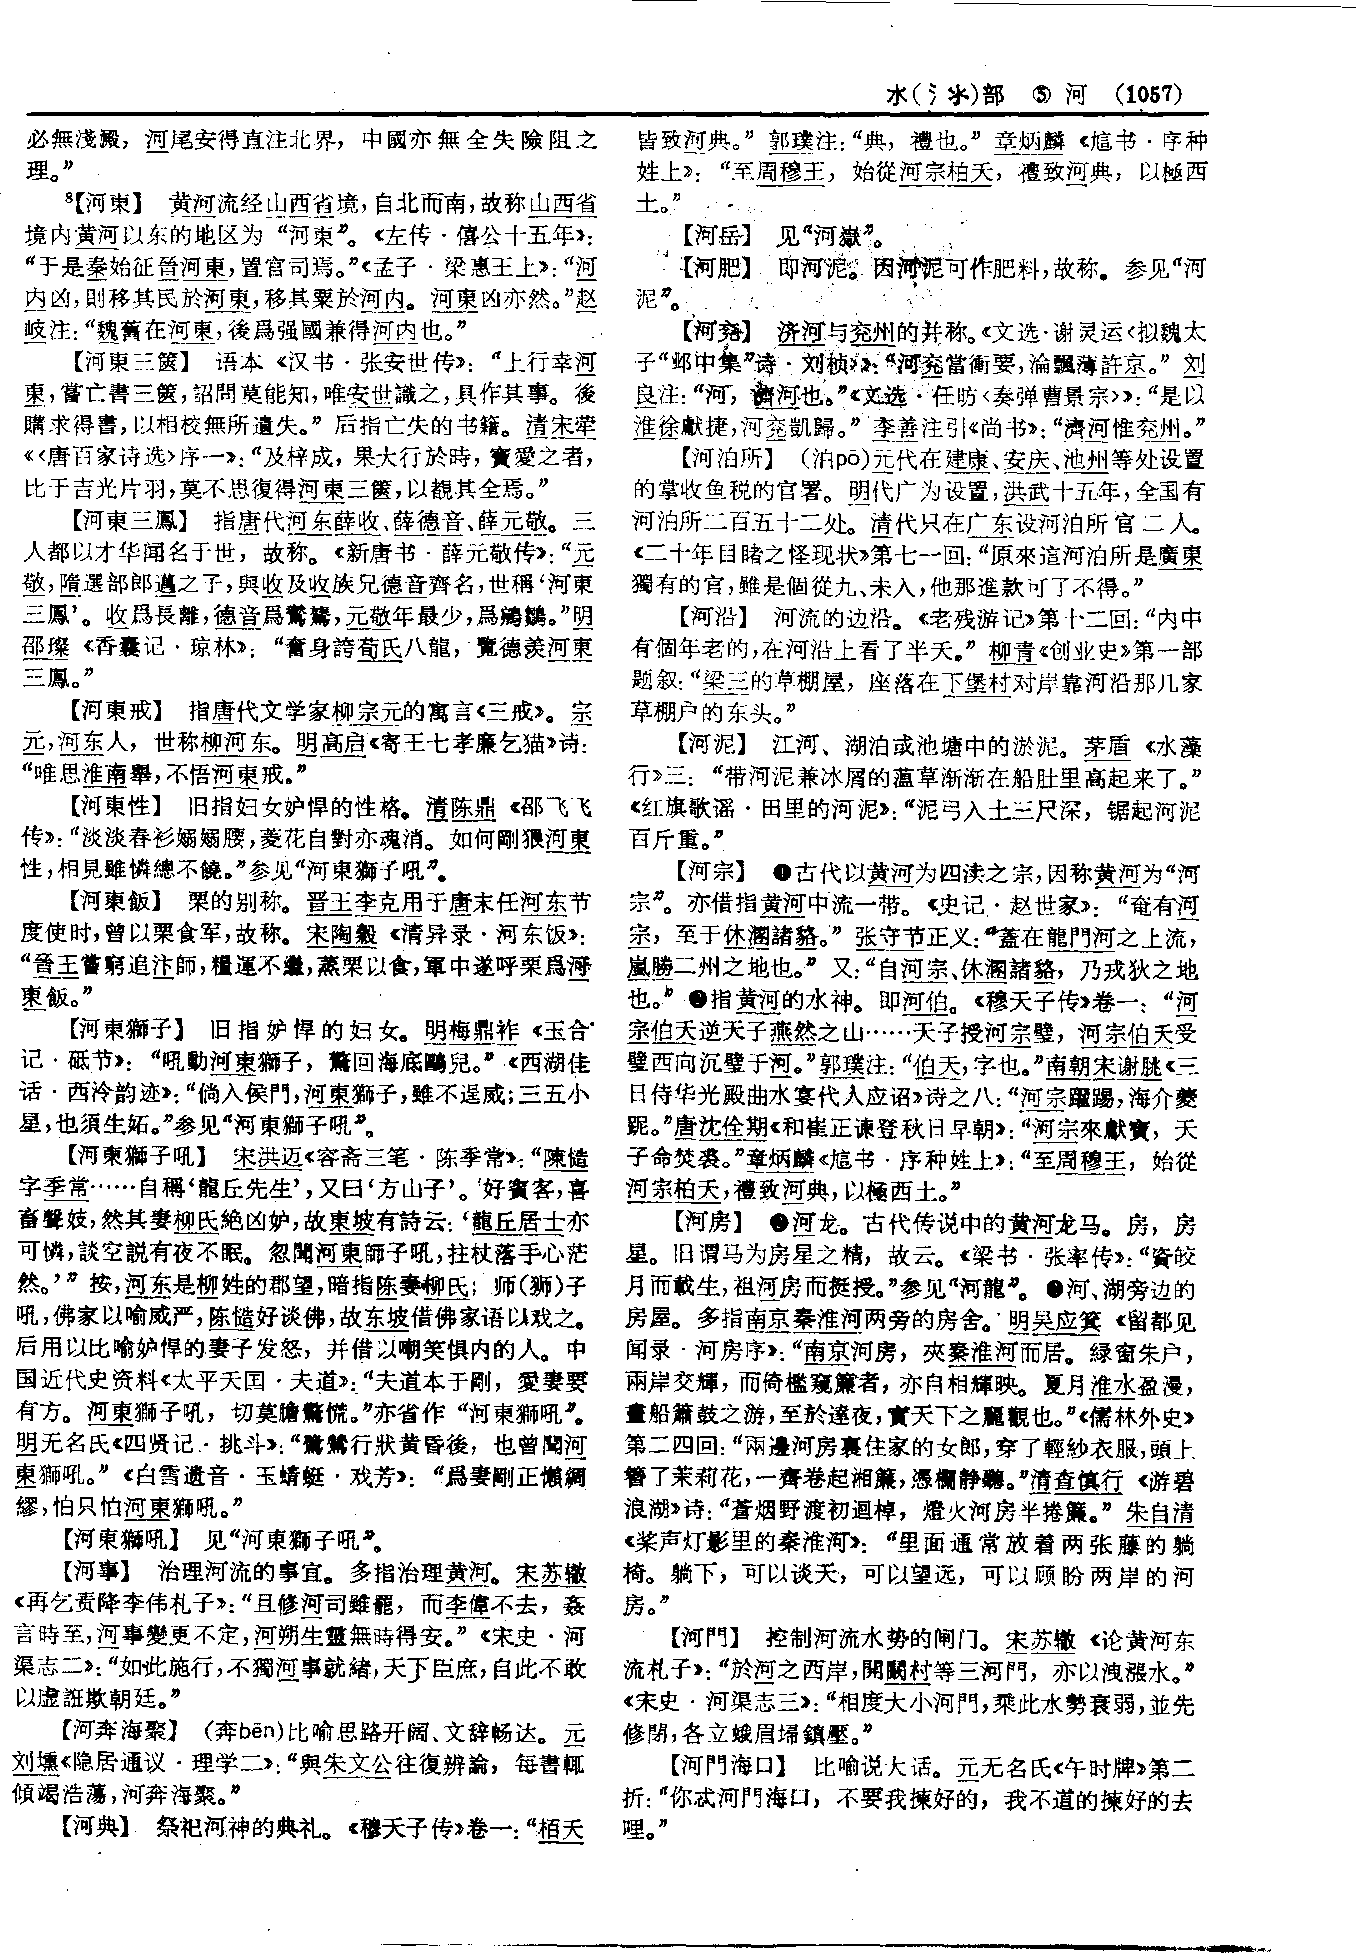 水(氵氺)部 ⑤ 河 (1057)
必無淺澱，河尾安得直注北界，中國亦無全失險阻之
理。”
⁸【河東】 黄河流经山西省境，自北而南，故称山西省
境内黄河以东的地区为“河東”。《左传·僖公十五年》：
“于是秦始征晉河東，置官司焉。”《孟子·梁惠王上》：“河
内凶，則移其民於河東，移其粟於河内。河東凶亦然。”赵
岐注：“魏舊在河東，後爲强國兼得河内也。”
【河東三篋】 语本《汉书·张安世传》：“上行幸河
東，嘗亡書三篋，詔問莫能知，唯安世識之，具作其事。後
購求得書，以相校無所遺失。”后指亡失的书籍。清宋荦
《〈唐百家诗选〉序一》：“及梓成，果大行於時，寳愛之者，
比于吉光片羽，莫不思復得河東三篋，以覩其全焉。”
【河東三鳳】 指唐代河东薛收、薛德音、薛元敬。三
人都以才华闻名于世，故称。《新唐书·薛元敬传》：“元
敬，隋選部郎邁之子，與收及收族兄德音齊名，世稱‘河東
三鳳’。收爲長離，德音爲鸑鷟，元敬年最少，爲鵷鶵。”明
邵璨《香囊记·琼林》：“奮身誇荀氏八龍，覽德羡河東
三鳳。”
【河東戒】 指唐代文学家柳宗元的寓言《三戒》。宗
元，河东人，世称柳河东。明高启《寄王七孝廉乞猫》诗：
“唯思淮南舉，不悟河東戒。”
【河東性】 旧指妇女妒悍的性格。清陈鼎《邵飞飞
传》：“淡淡春衫嫋嫋腰，菱花自對亦魂消。如何剛狠河東
性，相見雖憐總不饒。”参见“河東獅子吼”。
【河東飯】 栗的别称。晋王李克用于唐末任河东节
度使时，曾以栗食军，故称。宋陶穀《清异录·河东饭》：
“晉王嘗窮追汴師，糧運不繼，蒸栗以食，軍中遂呼栗爲河
東飯。”
【河東獅子】 旧指妒悍的妇女。明梅鼎祚《玉合
记·砥节》：“吼動河東獅子，驚回海底鷗兒。”《西湖佳
话·西泠韵迹》：“倘入侯門，河東獅子，雖不逞威；三五小
星，也須生妬。”参见“河東獅子吼”。
【河東獅子吼】 宋洪迈《容斋三笔·陈季常》：“陳慥
字季常……自稱‘龍丘先生’，又曰‘方山子’。好賓客，喜
畜聲妓，然其妻柳氏絶凶妒，故東坡有詩云：‘龍丘居士亦
可憐，談空説有夜不眠。忽聞河東師子吼，拄杖落手心茫
然。’”按，河东是柳姓的郡望，暗指陈妻柳氏；师（狮）子
吼，佛家以喻威严，陈慥好谈佛，故东坡借佛家语以戏之。
后用以比喻妒悍的妻子发怒，并借以嘲笑惧内的人。中
国近代史资料《太平天国·夫道》：“夫道本于剛，愛妻要
有方。河東獅子吼，切莫膽驚慌。”亦省作“河東獅吼”。
明无名氏《四贤记·挑斗》：“鴛鴦行狀黄昏後，也曾聞河
東獅吼。”《白雪遗音·玉蜻蜓·戏芳》：“爲妻剛正懶綢
繆，怕只怕河東獅吼。”
【河東獅吼】 见“河東獅子吼”。
【河事】 治理河流的事宜。多指治理黄河。宋苏辙
《再乞责降李伟札子》：“且修河司雖罷，而李偉不去，姦
言時至，河事變更不定，河朔生靈無時得安。”《宋史·河
渠志二》：“如此施行，不獨河事就緒，天下臣庶，自此不敢
以虚誑欺朝廷。”
【河奔海聚】 （奔bēn）比喻思路开阔、文辞畅达。元
刘壎《隐居通议·理学二》：“與朱文公往復辨論，每書輒
傾竭浩蕩，河奔海聚。”
【河典】 祭祀河神的典礼。《穆天子传》卷一：“栢夭
皆致河典。”郭璞注：“典，禮也。”章炳麟《訄书·序种
姓上》：“至周穆王，始從河宗柏夭，禮致河典，以極西
土。”
【河岳】 见“河嶽”。
【河肥】 即河泥。因河泥可作肥料，故称。参见“河
泥”。
【河兖】 济河与兖州的并称。《文选·谢灵运〈拟魏太
子“邺中集”诗·刘桢〉》：“河兖當衝要，淪飄薄許京。”刘
良注：“河，濟河也。”《文选·任昉〈奏弹曹景宗〉》：“是以
淮徐獻捷，河兖凱歸。”李善注引《尚书》：“濟河惟兖州。”
【河泊所】 （泊pō）元代在建康、安庆、池州等处设置
的掌收鱼税的官署。明代广为设置，洪武十五年，全国有
河泊所二百五十二处。清代只在广东设河泊所官二人。
《二十年目睹之怪现状》第七一回：“原來這河泊所是廣東
獨有的官，雖是個從九、未入，他那進款可了不得。”
【河沿】 河流的边沿。《老残游记》第十二回：“内中
有個年老的，在河沿上看了半天。”柳青《创业史》第一部
题叙：“梁三的草棚屋，座落在下堡村对岸靠河沿那几家
草棚户的东头。”
【河泥】 江河、湖泊或池塘中的淤泥。茅盾《水藻
行》三：“带河泥兼冰屑的蕰草渐渐在船肚里高起来了。”
《红旗歌谣·田里的河泥》：“泥弓入土三尺深，锯起河泥
百斤重。”
【河宗】 ❶古代以黄河为四渎之宗，因称黄河为“河
宗”。亦借指黄河中流一带。《史记·赵世家》：“奄有河
宗，至于休溷諸貉。”张守节正义：“蓋在龍門河之上流，
嵐勝二州之地也。”又：“自河宗、休溷諸貉，乃戎狄之地
也。”❷指黄河的水神。即河伯。《穆天子传》卷一：“河
宗伯夭逆天子燕然之山……天子授河宗璧，河宗伯夭受
璧西向沉璧于河。”郭璞注：“伯夭，字也。”南朝宋谢朓《三
日侍华光殿曲水宴代人应诏》诗之八：“河宗躍踢，海介夔
跜。”唐沈佺期《和崔正谏登秋日早朝》：“河宗來獻寳，天
子命焚裘。”章炳麟《訄书·序种姓上》：“至周穆王，始從
河宗柏夭，禮致河典，以極西土。”
【河房】 ❶河龙。古代传说中的黄河龙马。房，房
星。旧谓马为房星之精，故云。《梁书·张率传》：“資皎
月而載生，祖河房而挺授。”参见“河龍”。❷河、湖旁边的
房屋。多指南京秦淮河两旁的房舍。明吴应箕《留都见
闻录·河房序》：“南京河房，夾秦淮河而居。緑窗朱户，
兩岸交輝，而倚檻窺簾者，亦自相輝映。夏月淮水盈漫，
畫船簫鼓之游，至於達夜，實天下之麗觀也。”《儒林外史》
第二四回：“兩邊河房裏住家的女郎，穿了輕紗衣服，頭上
簪了茉莉花，一齊卷起湘簾，憑欄静聽。”清查慎行《游碧
浪湖》诗：“蒼烟野渡初迴棹，燈火河房半捲簾。”朱自清
《桨声灯影里的秦淮河》：“里面通常放着两张藤的躺
椅。躺下，可以谈天，可以望远，可以顾盼两岸的河
房。”
【河門】 控制河流水势的闸门。宋苏辙《论黄河东
流札子》：“於河之西岸，開闞村等三河門，亦以洩漲水。”
《宋史·河渠志三》：“相度大小河門，乘此水勢衰弱，並先
修閉，各立蛾眉埽鎮壓。”
【河門海口】 比喻说大话。元无名氏《午时牌》第二
折：“你忒河門海口，不要我揀好的，我不道的揀好的去
哩。”